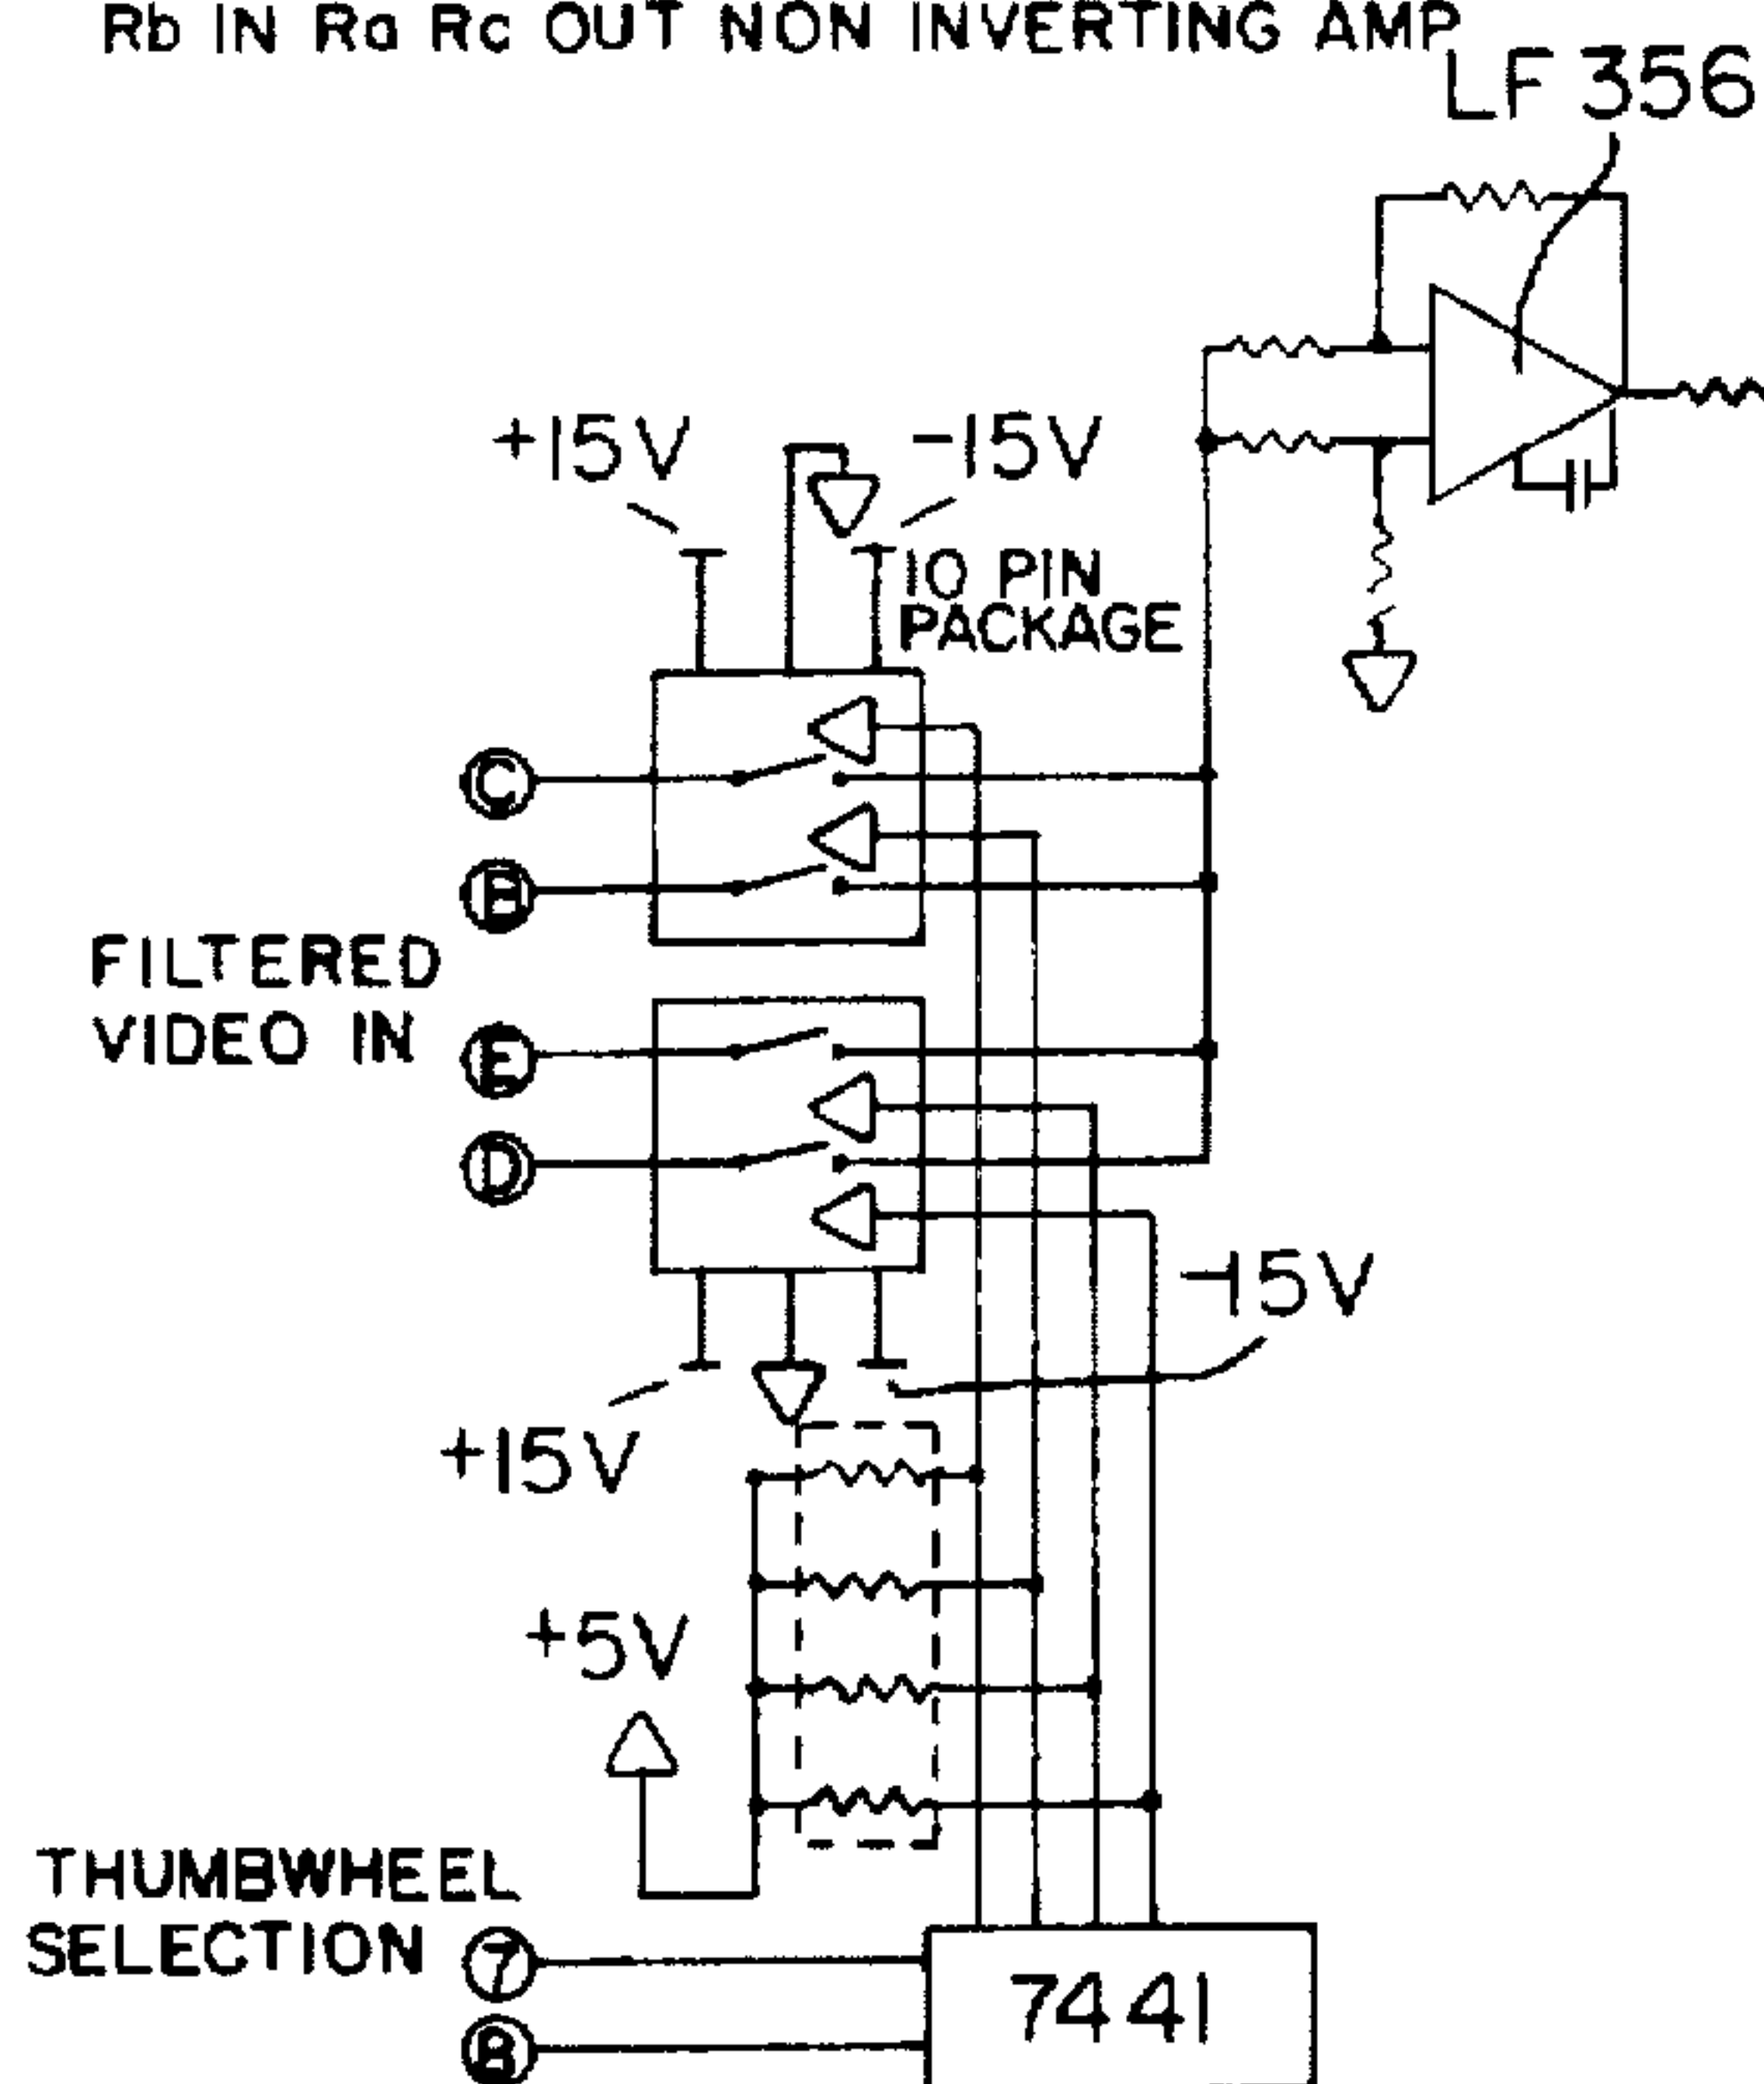 Rb IN Ra Rc OUT NON INVERTING AMP
LF 356
+15V
-15V
10 PIN
PACKAGE
C
B
FILTERED
VIDEO IN
E
D
-15V
+15V
+5V
THUMBWHEEL
SELECTION
7
8
7441